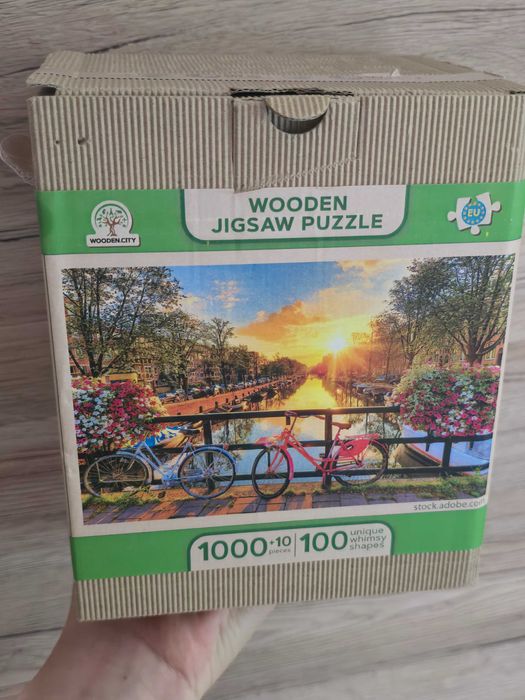 WOODEN
JIGSAW PUZZLE
WOODEN.CITY
EU
stock.adobe.com
1000 +10 pieces | 100 unique whimsy shapes